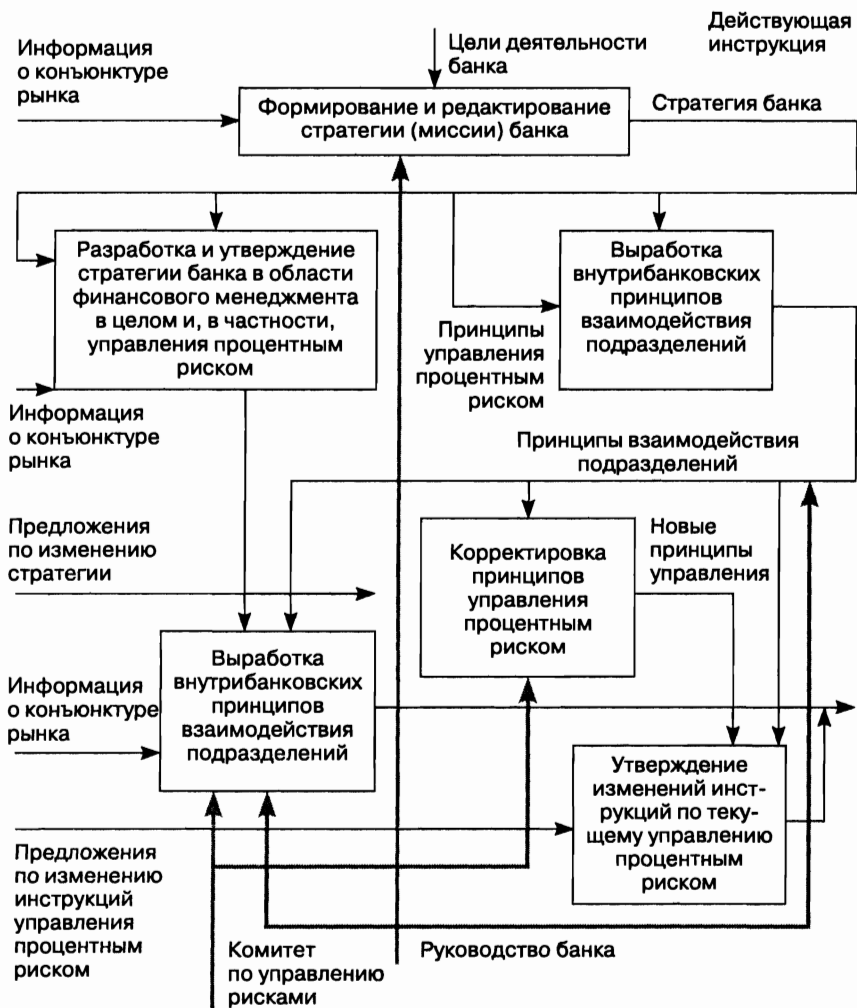 Информация
о конъюнктуре
рынка
Цели деятельности
банка
Действующая
инструкция
Формирование и редактирование
стратегии (миссии) банка
Стратегия банка
Разработка и утверждение
стратегии банка в области
финансового менеджмента
в целом и, в частности,
управления процентным
риском
Принципы
управления
процентным
риском
Выработка
внутрибанковских
принципов
взаимодействия
подразделений
Информация
о конъюнктуре
рынка
Принципы взаимодействия
подразделений
Предложения
по изменению
стратегии
Корректировка
принципов
управления
процентным
риском
Новые
принципы
управления
Информация
о конъюнктуре
рынка
Выработка
внутрибанковских
принципов
взаимодействия
подразделений
Утверждение
изменений инст-
рукций по теку-
щему управлению
процентным
риском
Предложения
по изменению
инструкций
управления
процентным
риском
Комитет
по управлению
рисками
Руководство банка